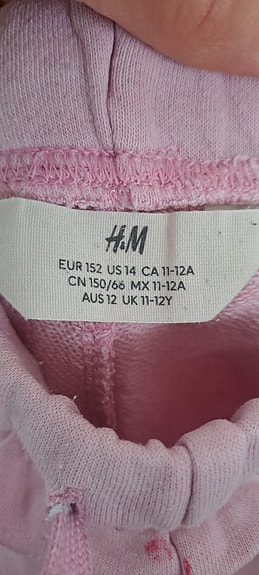 H&M
EUR 152 US 14 CA 11-12A
CN 150/66 MX 11-12A
AUS 12 UK 11-12Y